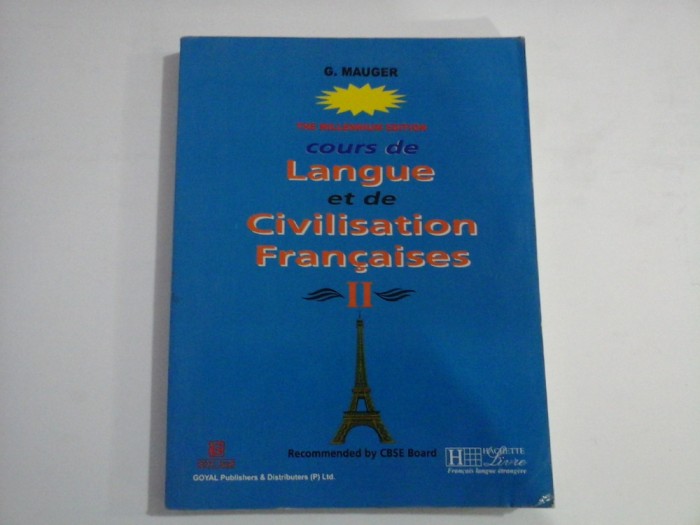 G. MAUGER
THE MILLENNIUM EDITION
cours de
Langue
et de
Civilisation
Françaises
II
Recommended by CBSE Board
H HACHETTE
Livre
Français langue étrangère
GOYAL Publishers & Distributers (P) Ltd.